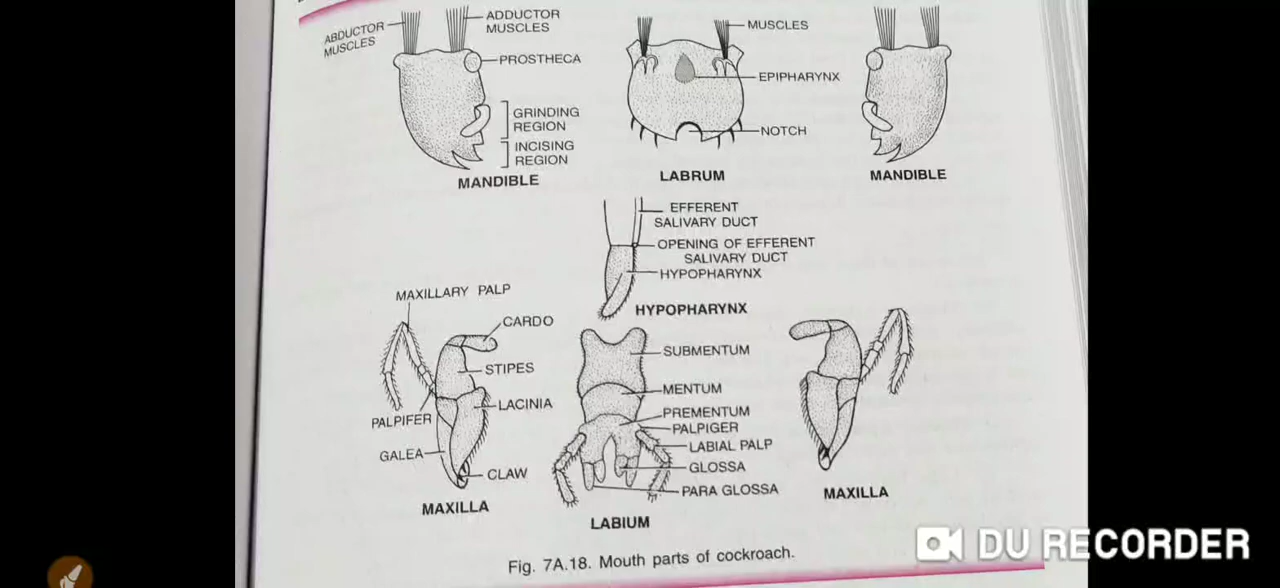 ABDUCTOR
MUSCLES
ADDUCTOR
MUSCLES
PROSTHECA
GRINDING
REGION
INCISING
REGION
MANDIBLE
MUSCLES
EPIPHARYNX
NOTCH
LABRUM
MANDIBLE
EFFERENT
SALIVARY DUCT
OPENING OF EFFERENT
SALIVARY DUCT
HYPOPHARYNX
HYPOPHARYNX
MAXILLARY PALP
CARDO
STIPES
LACINIA
PALPIFER
GALEA
CLAW
MAXILLA
SUBMENTUM
MENTUM
PREMENTUM
PALPIGER
LABIAL PALP
GLOSSA
PARA GLOSSA
LABIUM
MAXILLA
Fig. 7A.18. Mouth parts of cockroach.
DU RECORDER